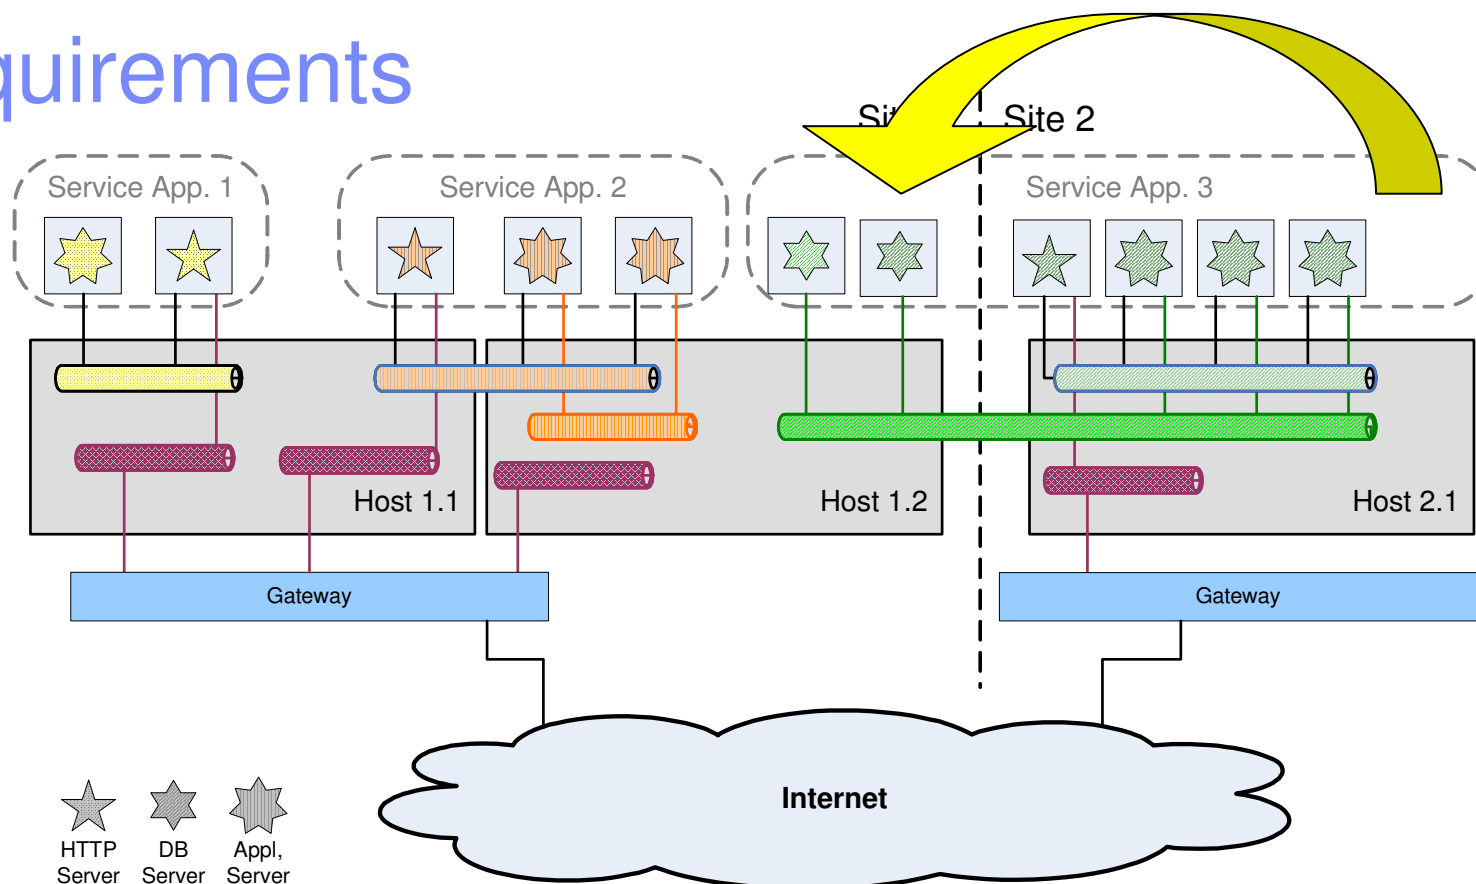 quirements
Site 2
Service App. 1
Service App. 2
Service App. 3
Host 1.1
Host 1.2
Host 2.1
Gateway
Gateway
Internet
HTTP
Server
DB
Server
Appl,
Server